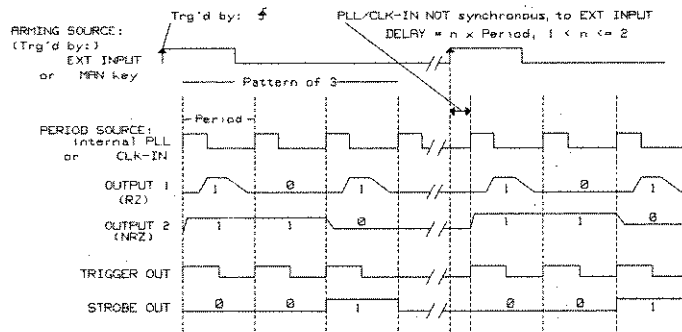 Trg'd by: ⨍
PLL/CLK-IN NOT synchronous, to EXT INPUT
DELAY = n x Period, 1 < n <= 2
ARMING SOURCE:
(Trg'd by:)
EXT INPUT
or MAN key
Pattern of 3
Period
PERIOD SOURCE:
internal PLL
or CLK-IN
OUTPUT 1
(RZ)
1 0 1 1 0 1
OUTPUT 2
(NRZ)
1 1 0 1 1 0
TRIGGER OUT
STROBE OUT
0 0 1 0 0 1